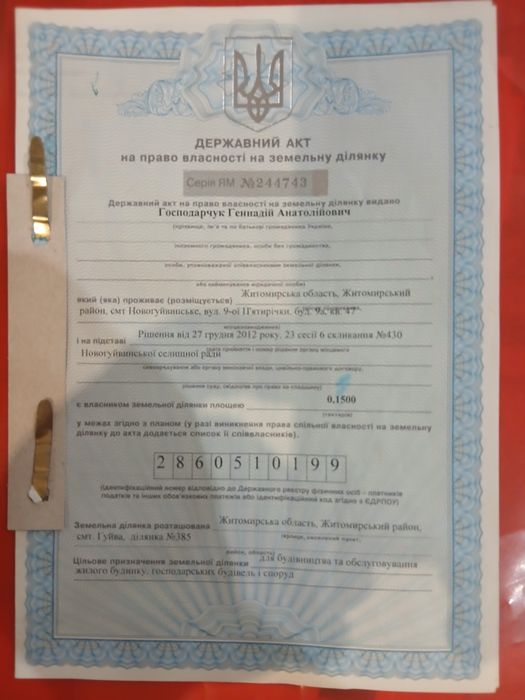 ДЕРЖАВНИЙ АКТ
на право власності на земельну ділянку
Серія ЯМ №244743
Державний акт на право власності на земельну ділянку видано
Господарчук Геннадій Анатолійович
(прізвище, ім'я та по батькові громадянина України,
іноземного громадянина, особи без громадянства,
особи, уповноваженої співвласниками земельної ділянки,
або найменування юридичної особи)
який (яка) проживає (розміщується) Житомирська область, Житомирський
район, смт Новогуйвинське, вул. 9-ої П'ятирічки, буд. 9а, кв. 47
(місцезнаходження)
і на підставі Рішення від 27 грудня 2012 року, 23 сесії 6 скликання №430
(дата прийняття і номер рішення органу місцевого
Новогуйвинської селищної ради
самоврядування або органу виконавчої влади, цивільно-правового договору,
рішення суду, свідоцтво про право на спадщину)
є власником земельної ділянки площею 0,1500
(гектарів)
у межах згідно з планом (у разі виникнення права спільної власності на земельну
ділянку до акта додається список її співвласників).
2860510199
(ідентифікаційний номер відповідно до Державного реєстру фізичних осіб - платників
податків та інших обов'язкових платежів або ідентифікаційний код згідно з ЄДРПОУ)
Земельна ділянка розташована Житомирська область, Житомирський район,
(вулиця, населений пункт,
смт. Гуйва, ділянка №385
район, область)
Цільове призначення земельної ділянки для будівництва та обслуговування
жилого будинку, господарських будівель і споруд